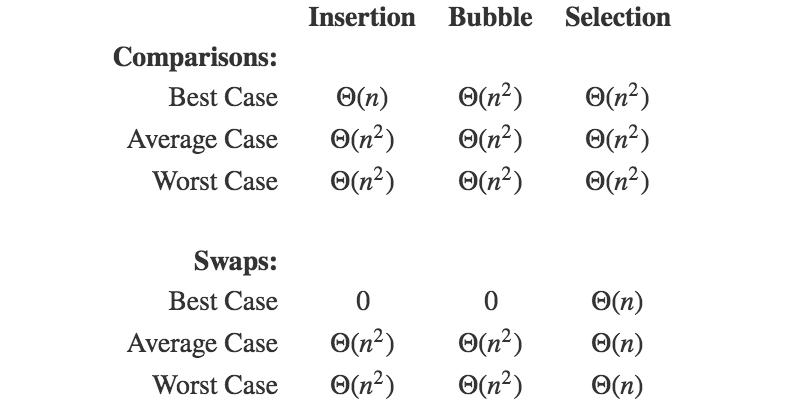 Insertion Bubble Selection
Comparisons:
Best Case Θ(n) Θ(n²) Θ(n²)
Average Case Θ(n²) Θ(n²) Θ(n²)
Worst Case Θ(n²) Θ(n²) Θ(n²)
Swaps:
Best Case 0 0 Θ(n)
Average Case Θ(n²) Θ(n²) Θ(n)
Worst Case Θ(n²) Θ(n²) Θ(n)